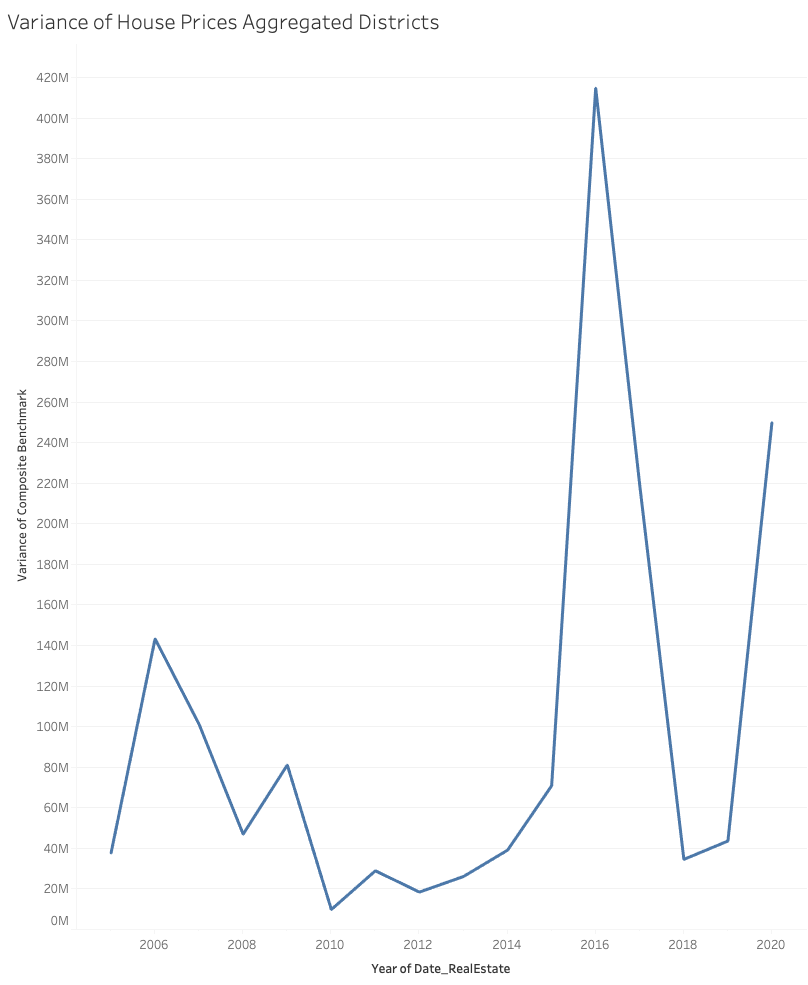 Variance of House Prices Aggregated Districts
420M
400M
380M
360M
340M
320M
300M
280M
260M
240M
220M
200M
180M
160M
140M
120M
100M
80M
60M
40M
20M
0M
Variance of Composite Benchmark
2006 2008 2010 2012 2014 2016 2018 2020
Year of Date_RealEstate